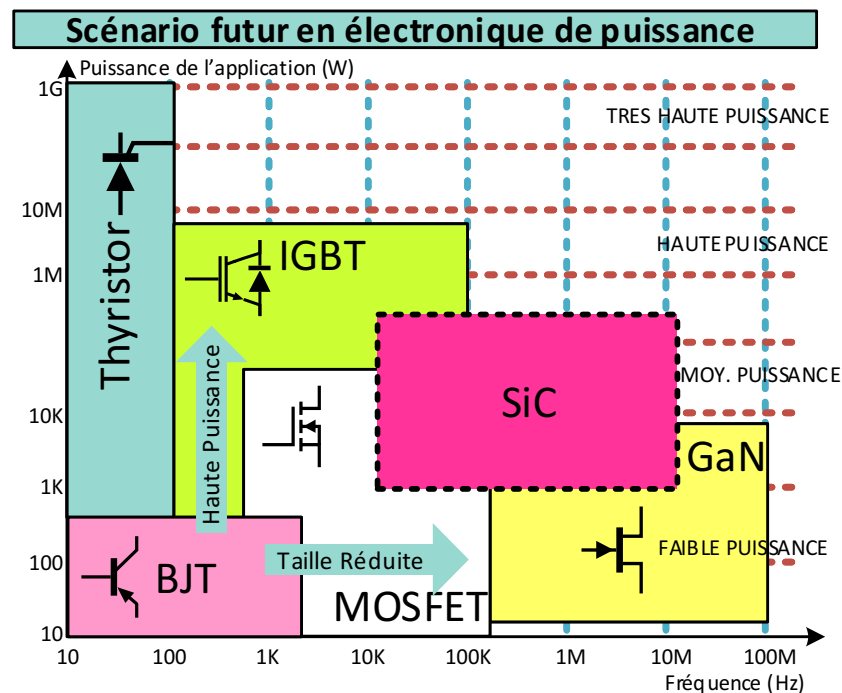 Scénario futur en électronique de puissance
Puissance de l'application (W)
1G
TRES HAUTE PUISSANCE
10M
HAUTE PUISSANCE
1M
IGBT
Thyristor
Haute Puissance
SiC
MOY. PUISSANCE
10K
GaN
1K
100
BJT
Taille Réduite
FAIBLE PUISSANCE
MOSFET
10
10 100 1K 10K 100K 1M 10M 100M
Fréquence (Hz)